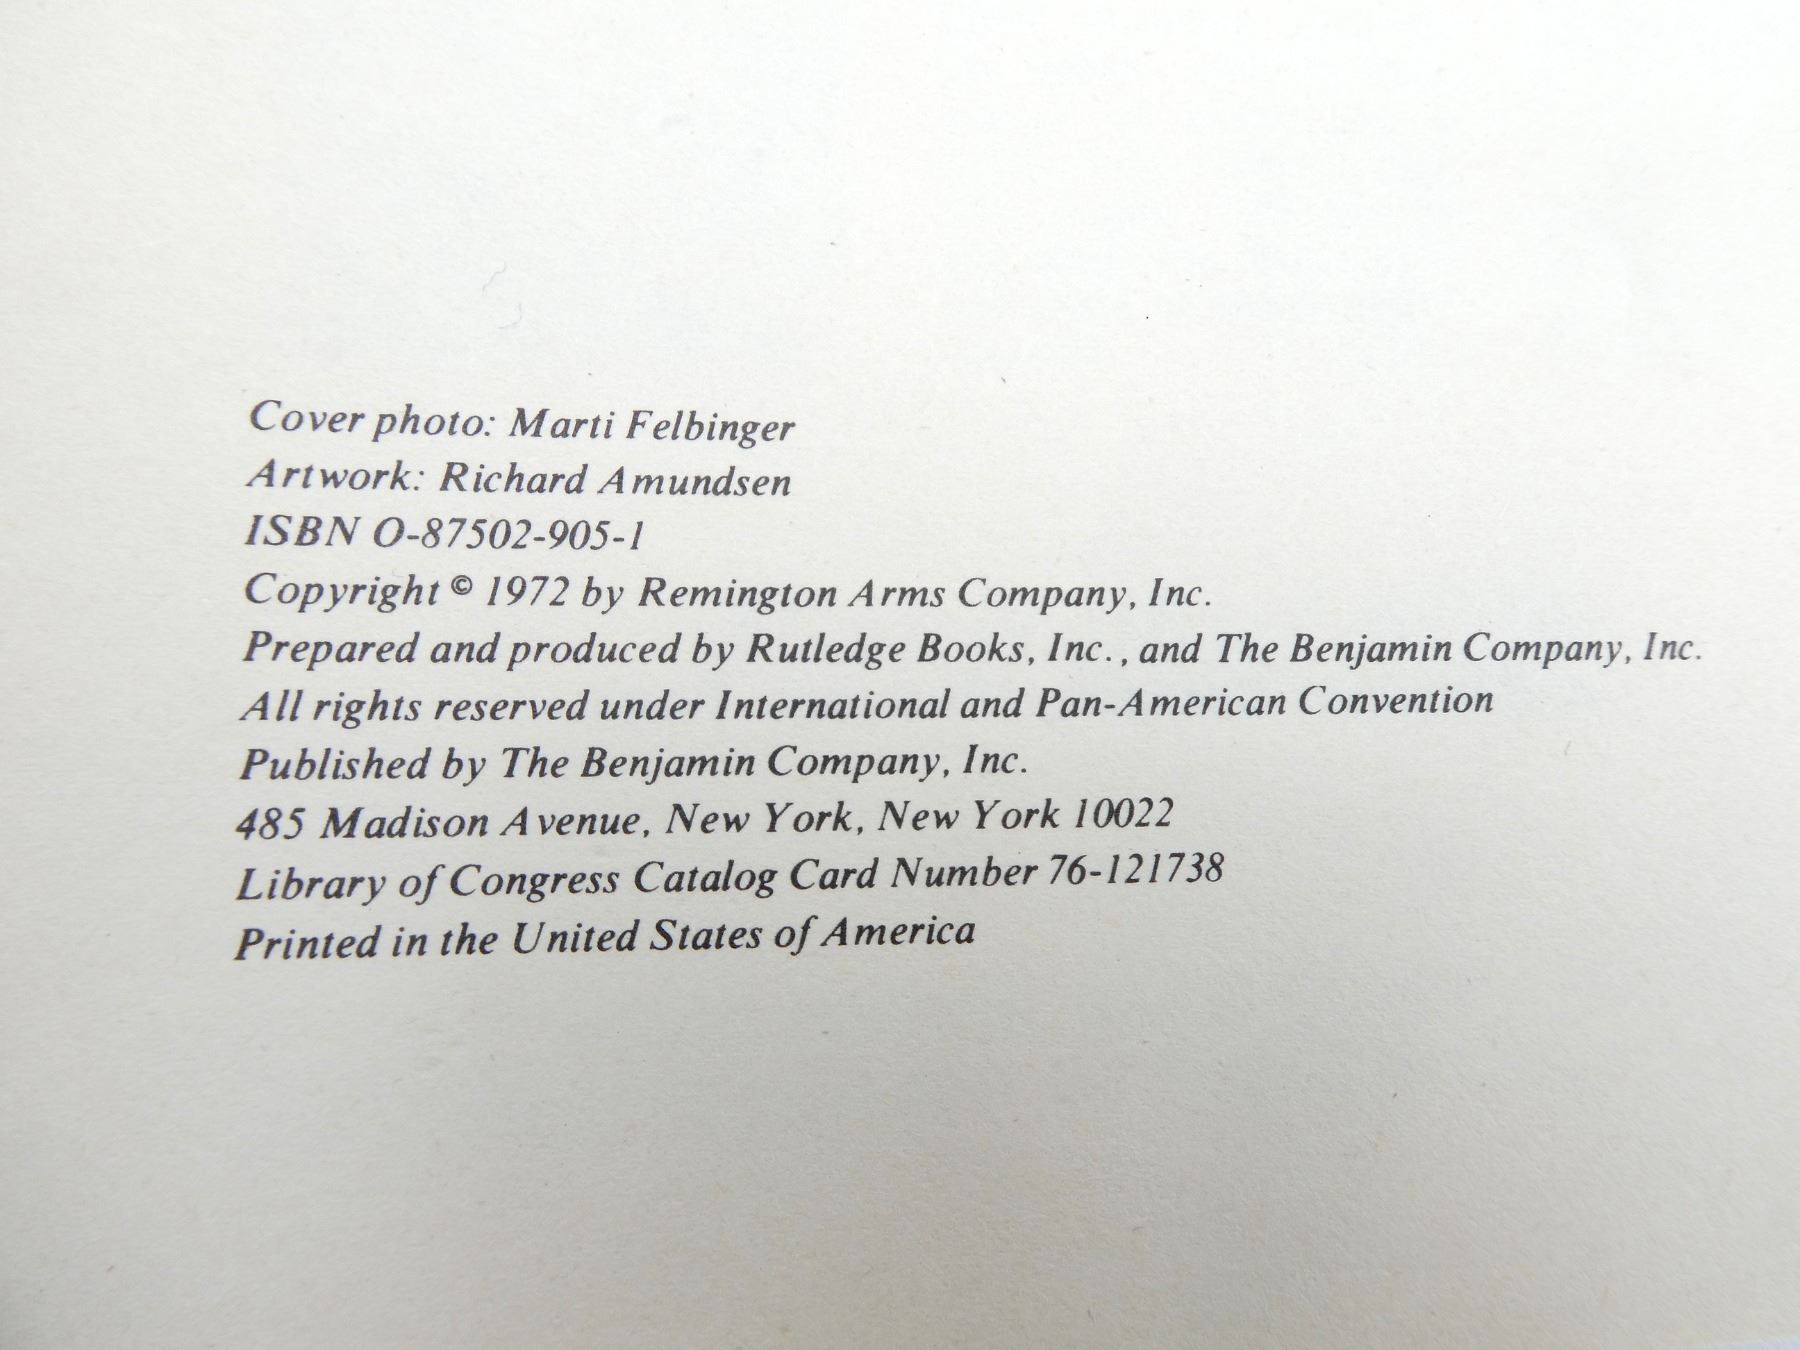 Cover photo: Marti Felbinger
Artwork: Richard Amundsen
ISBN O-87502-905-1
Copyright © 1972 by Remington Arms Company, Inc.
Prepared and produced by Rutledge Books, Inc., and The Benjamin Company, Inc.
All rights reserved under International and Pan-American Convention
Published by The Benjamin Company, Inc.
485 Madison Avenue, New York, New York 10022
Library of Congress Catalog Card Number 76-121738
Printed in the United States of America